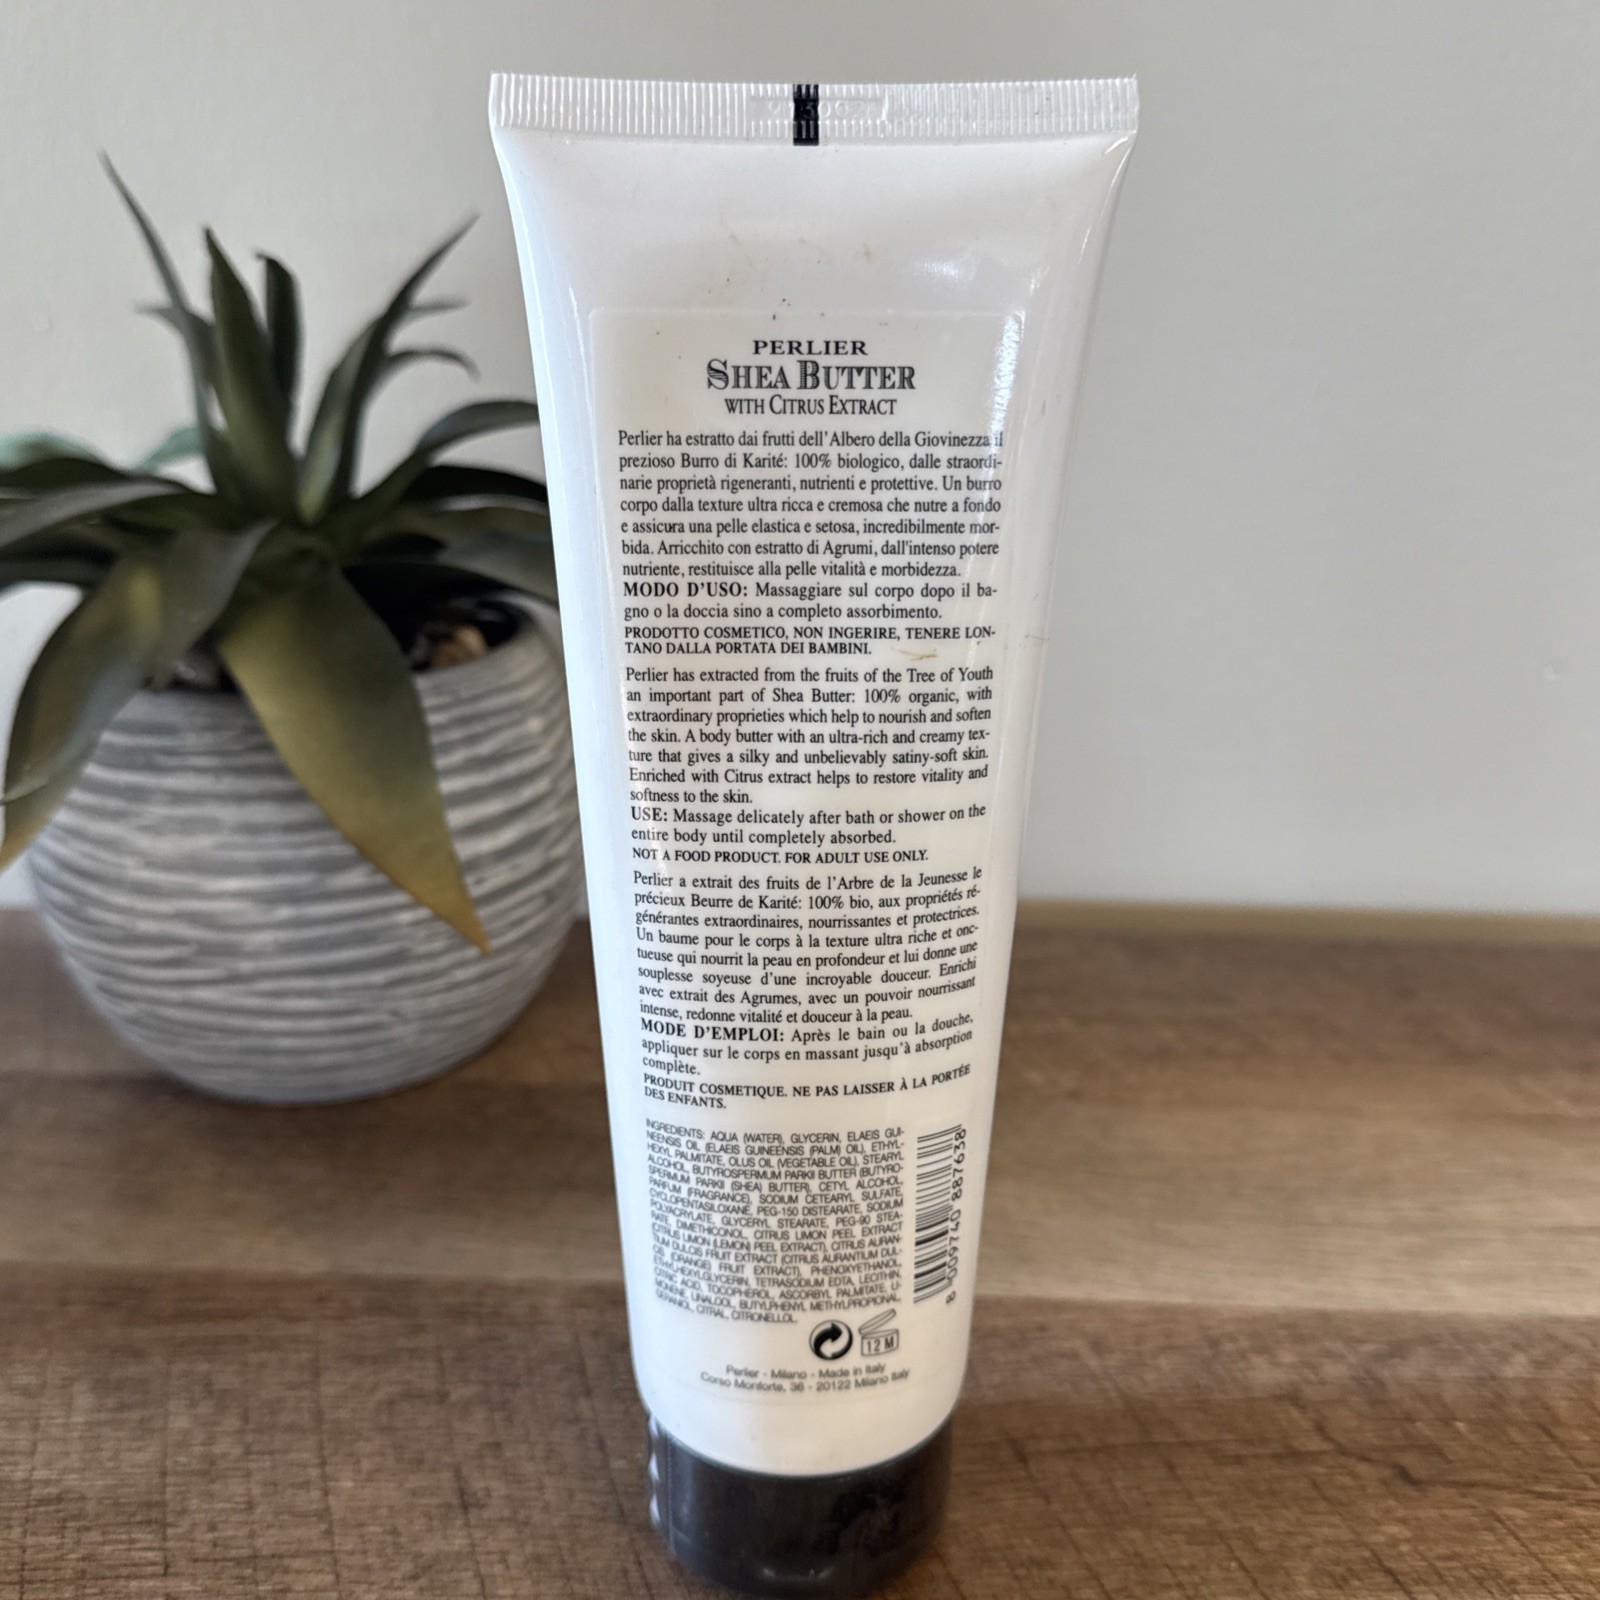 PERLIER
SHEA BUTTER
WITH CITRUS EXTRACT
Perlier ha estratto dai frutti dell'Albero della Giovinezza il
prezioso Burro di Karité: 100% biologico, dalle straordi-
narie proprietà rigeneranti, nutrienti e protettive. Un burro
corpo dalla texture ultra ricca e cremosa che nutre a fondo
e assicura una pelle elastica e setosa, incredibilmente mor-
bida. Arricchito con estratto di Agrumi, dall'intenso potere
nutriente, restituisce alla pelle vitalità e morbidezza.
MODO D'USO: Massaggiare sul corpo dopo il ba-
gno o la doccia sino a completo assorbimento.
PRODOTTO COSMETICO, NON INGERIRE, TENERE LON-
TANO DALLA PORTATA DEI BAMBINI.
Perlier has extracted from the fruits of the Tree of Youth
an important part of Shea Butter: 100% organic, with
extraordinary proprieties which help to nourish and soften
the skin. A body butter with an ultra-rich and creamy tex-
ture that gives a silky and unbelievably satiny-soft skin.
Enriched with Citrus extract helps to restore vitality and
softness to the skin.
USE: Massage delicately after bath or shower on the
entire body until completely absorbed.
NOT A FOOD PRODUCT. FOR ADULT USE ONLY.
Perlier a extrait des fruits de l'Arbre de la Jeunesse le
précieux Beurre de Karité: 100% bio, aux propriétés ré-
générantes extraordinaires, nourrissantes et protectrices.
Un baume pour le corps à la texture ultra riche et onc-
tueuse qui nourrit la peau en profondeur et lui donne une
souplesse soyeuse d'une incroyable douceur. Enrichi
avec extrait des Agrumes, avec un pouvoir nourrissant
intense, redonne vitalité et douceur à la peau.
MODE D'EMPLOI: Après le bain ou la douche,
appliquer sur le corps en massant jusqu'à absorption
complète.
PRODUIT COSMETIQUE. NE PAS LAISSER À LA PORTÉE
DES ENFANTS.
INGREDIENTS: AQUA (WATER), GLYCERIN, ELAEIS GUI-
NEENSIS OIL (ELAEIS GUINEENSIS (PALM) OIL), ETHYL-
HEXYL PALMITATE, OLUS OIL (VEGETABLE OIL), STEARYL
ALCOHOL, BUTYROSPERMUM PARKII BUTTER (BUTYRO-
SPERMUM PARKII (SHEA) BUTTER), CETYL ALCOHOL,
PARFUM (FRAGRANCE), SODIUM CETEARYL SULFATE,
CYCLOPENTASILOXANE, PEG-150 DISTEARATE, SODIUM
POLYACRYLATE, GLYCERYL STEARATE, PEG-90 STEA-
RATE, DIMETHICONOL, CITRUS LIMON PEEL EXTRACT
(CITRUS LIMON (LEMON) PEEL EXTRACT), CITRUS AURAN-
TIUM DULCIS FRUIT EXTRACT (CITRUS AURANTIUM DUL-
CIS (ORANGE) FRUIT EXTRACT), PHENOXYETHANOL,
ETHYLHEXYLGLYCERIN, TETRASODIUM EDTA, LECITHIN,
CITRIC ACID, TOCOPHEROL, ASCORBYL PALMITATE, LI-
MONENE, LINALOOL, BUTYLPHENYL METHYLPROPIONAL,
GERANIOL, CITRAL, CITRONELLOL.
8 009740 887638
12 M
Perlier - Milano - Made in Italy
Corso Monforte, 36 - 20122 Milano Italy